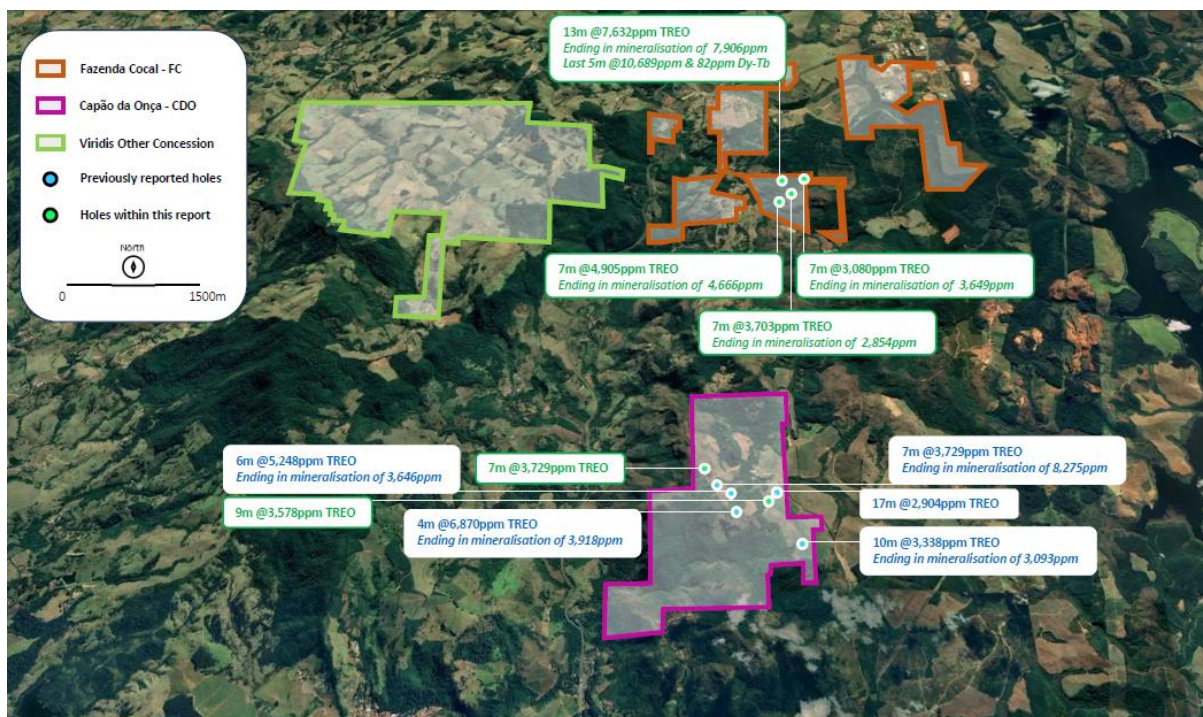 Fazenda Cocal - FC
Capão da Onça - CDO
Viridis Other Concession
Previously reported holes
Holes within this report
North
0 1500m
13m @7,632ppm TREO
Ending in mineralisation of 7,906ppm
Last 5m @10,689ppm & 82ppm Dy-Tb
7m @4,905ppm TREO
Ending in mineralisation of 4,666ppm
7m @3,080ppm TREO
Ending in mineralisation of 3,649ppm
7m @3,703ppm TREO
Ending in mineralisation of 2,854ppm
6m @5,248ppm TREO
Ending in mineralisation of 3,646ppm
7m @3,729ppm TREO
7m @3,729ppm TREO
Ending in mineralisation of 8,275ppm
9m @3,578ppm TREO
4m @6,870ppm TREO
Ending in mineralisation of 3,918ppm
17m @2,904ppm TREO
10m @3,338ppm TREO
Ending in mineralisation of 3,093ppm